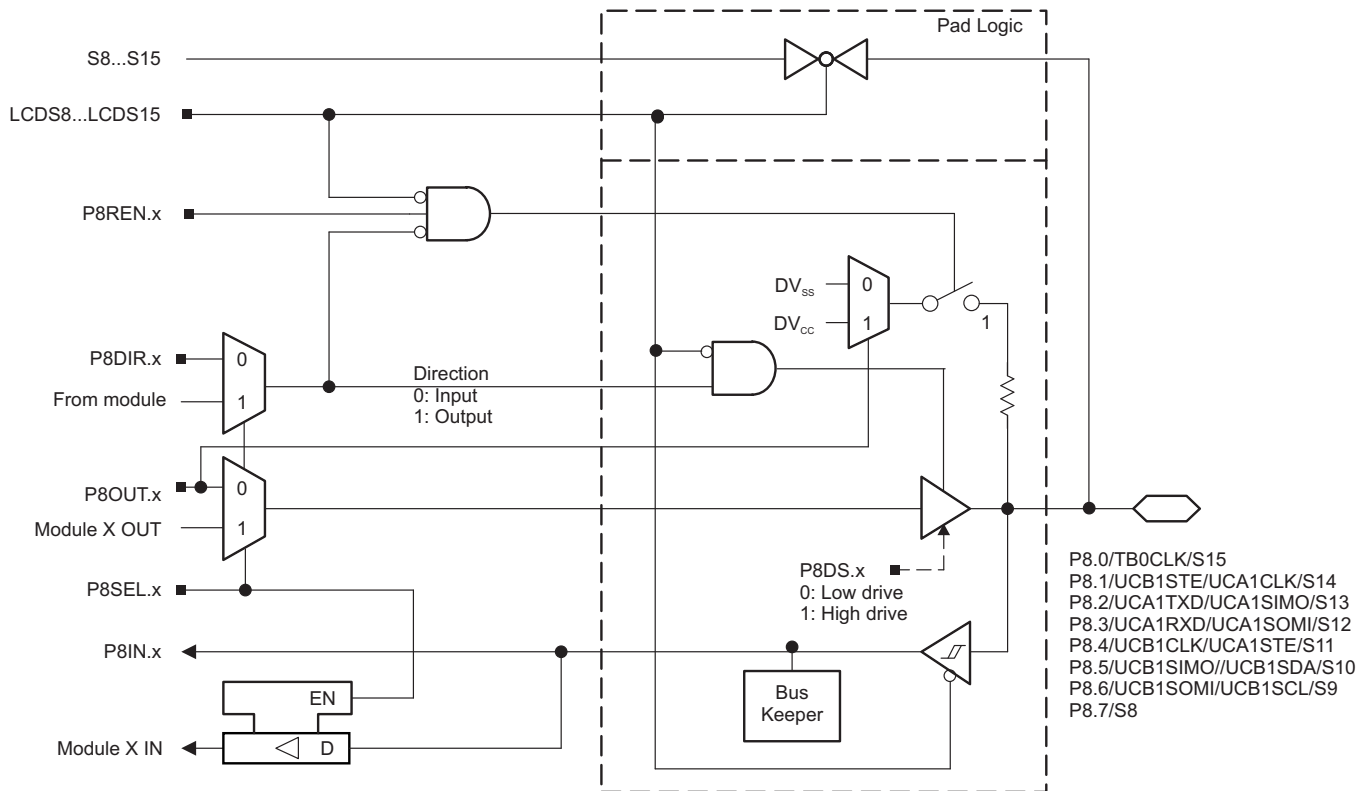 Pad Logic
S8...S15
LCDS8...LCDS15
P8REN.x
DVss
0
DVcc
1
1
P8DIR.x
0
From module
1
Direction
0: Input
1: Output
P8OUT.x
0
Module X OUT
1
P8SEL.x
P8DS.x
0: Low drive
1: High drive
P8IN.x
EN
Bus
Keeper
Module X IN
D
P8.0/TB0CLK/S15
P8.1/UCB1STE/UCA1CLK/S14
P8.2/UCA1TXD/UCA1SIMO/S13
P8.3/UCA1RXD/UCA1SOMI/S12
P8.4/UCB1CLK/UCA1STE/S11
P8.5/UCB1SIMO//UCB1SDA/S10
P8.6/UCB1SOMI/UCB1SCL/S9
P8.7/S8